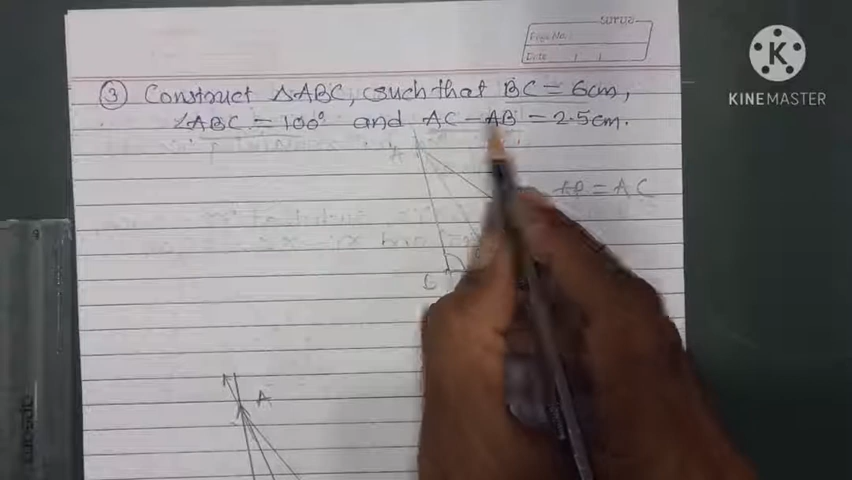 SUPUS
Page No.
Date / /
K
KINEMASTER
③ Construct △ABC, such that BC = 6cm,
∠ABC = 100° and AC - AB = 2.5cm.
A
= AC
A